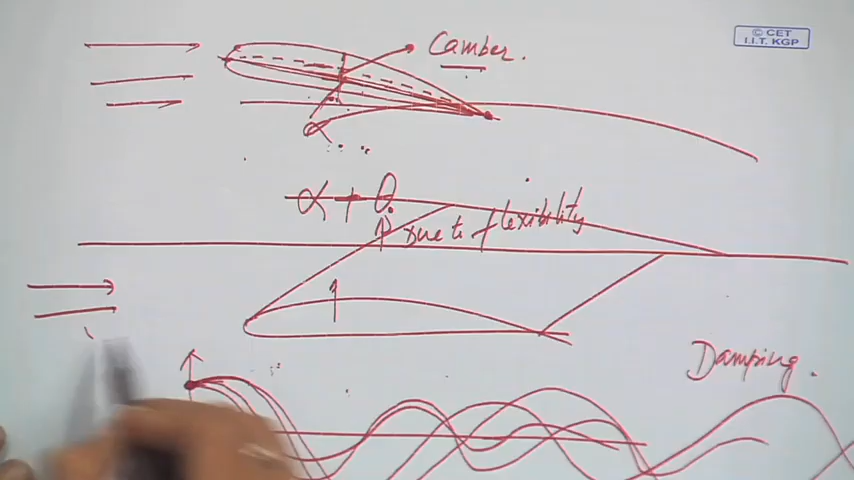 Camber.
© CET
I.I.T. KGP
α
α + θ
Due to flexibility
Damping.